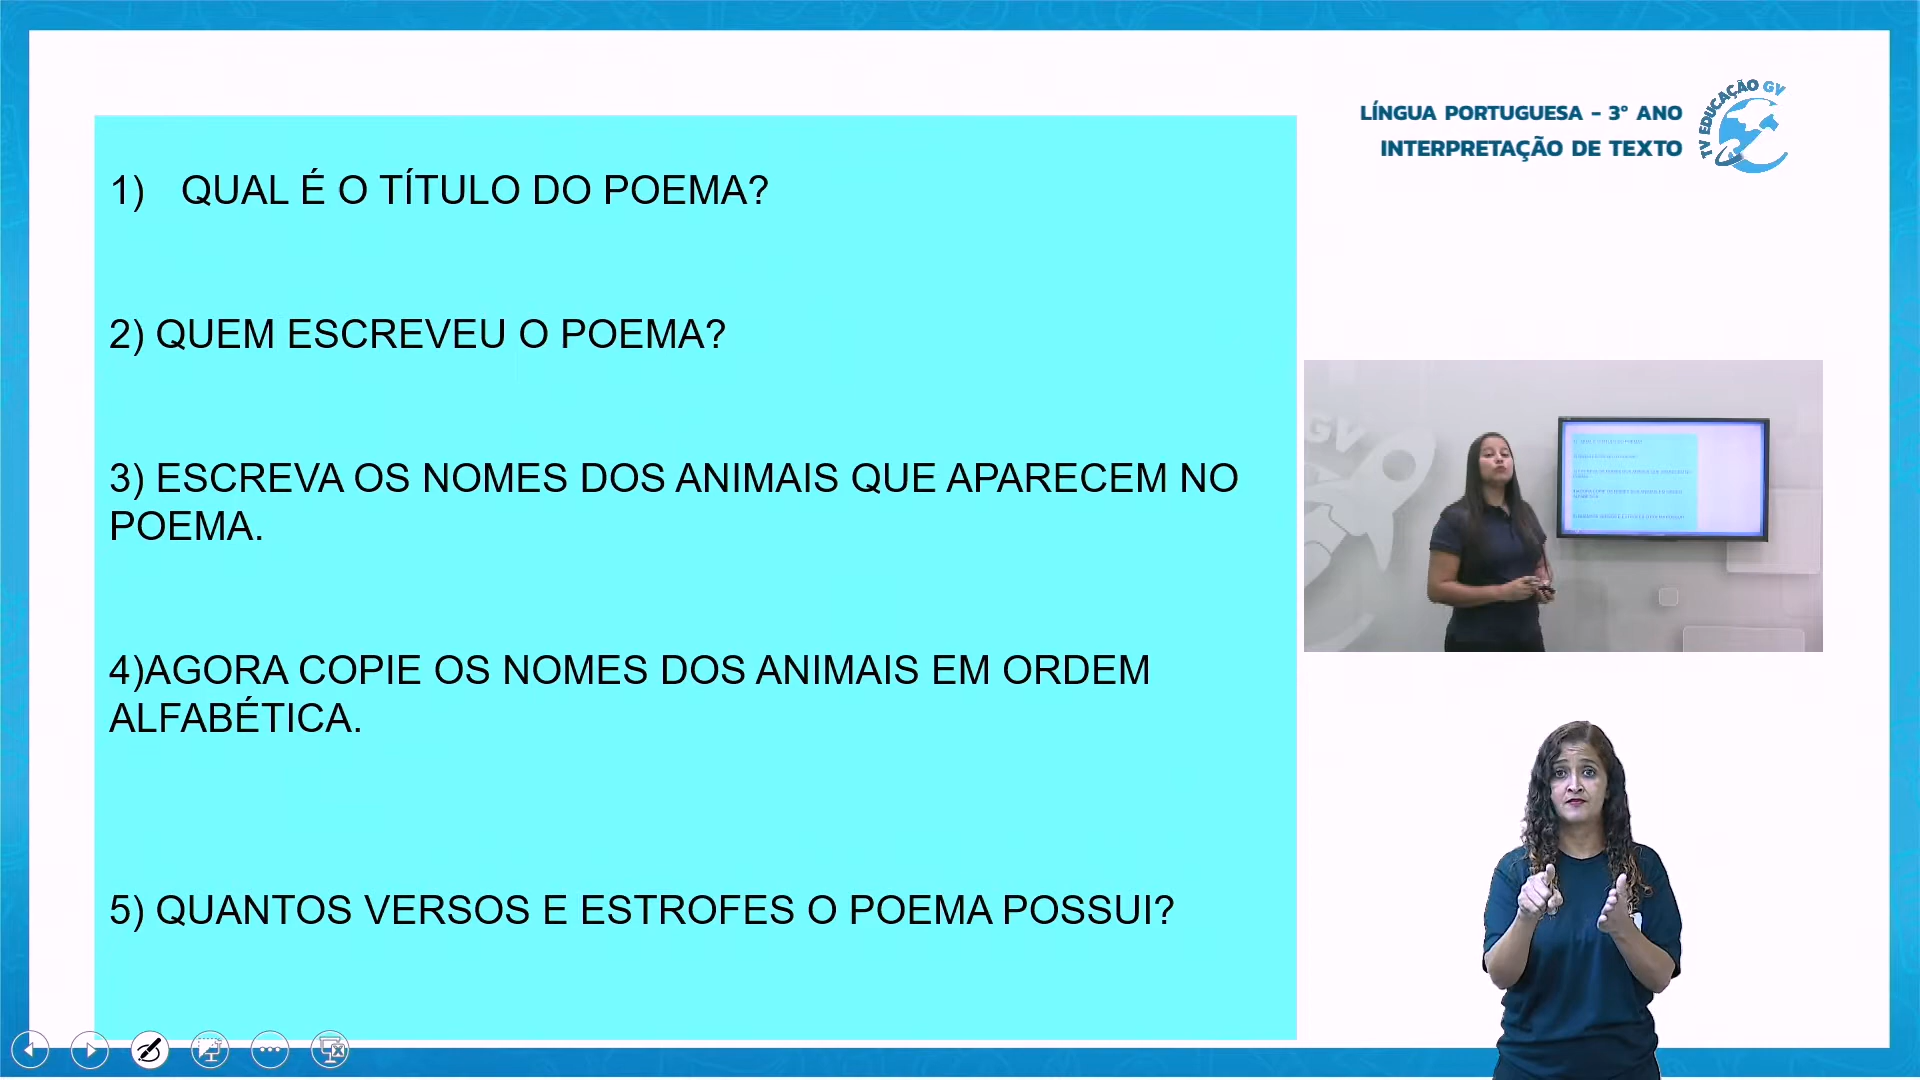 LÍNGUA PORTUGUESA - 3° ANO
INTERPRETAÇÃO DE TEXTO
TV EDUCAÇÃO GV
1) QUAL É O TÍTULO DO POEMA?
2) QUEM ESCREVEU O POEMA?
3) ESCREVA OS NOMES DOS ANIMAIS QUE APARECEM NO
POEMA.
4)AGORA COPIE OS NOMES DOS ANIMAIS EM ORDEM
ALFABÉTICA.
5) QUANTOS VERSOS E ESTROFES O POEMA POSSUI?
GV